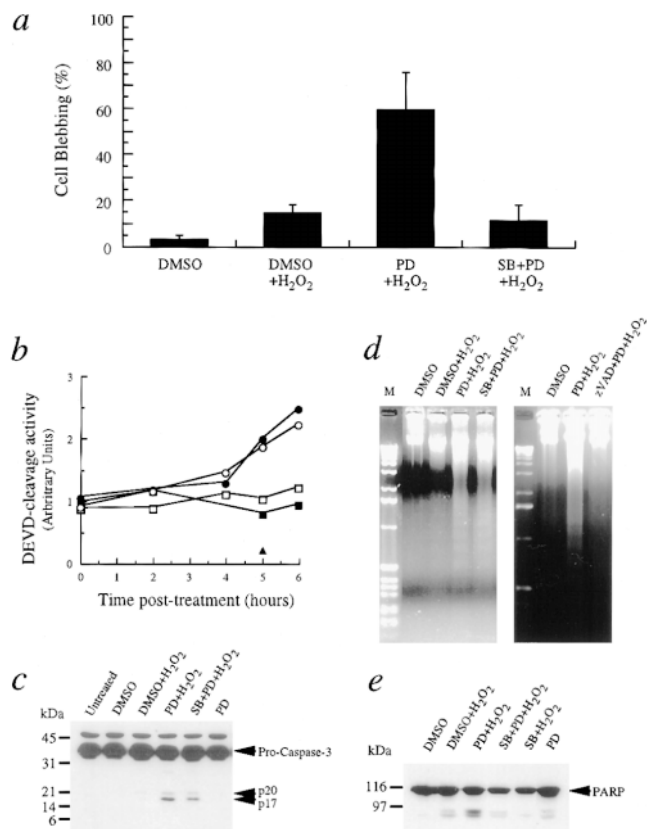 a
Cell Blebbing (%)
100
80
60
40
20
0
DMSO
DMSO
+H₂O₂
PD
+H₂O₂
SB+PD
+H₂O₂
b
DEVD-cleavage activity
(Arbritrary Units)
3
2
1
0
0 1 2 3 4 5 6
Time post-treatment (hours)
d
M
DMSO
DMSO+H₂O₂
PD+H₂O₂
SB+PD+H₂O₂
M
DMSO
PD+H₂O₂
zVAD+PD+H₂O₂
c
kDa
Untreated
DMSO
DMSO+H₂O₂
PD+H₂O₂
SB+PD+H₂O₂
PD
45
31
21
14
6
Pro-Caspase-3
p20
p17
e
kDa
DMSO
DMSO+H₂O₂
PD+H₂O₂
SB+PD+H₂O₂
SB+H₂O₂
PD
116
97
PARP